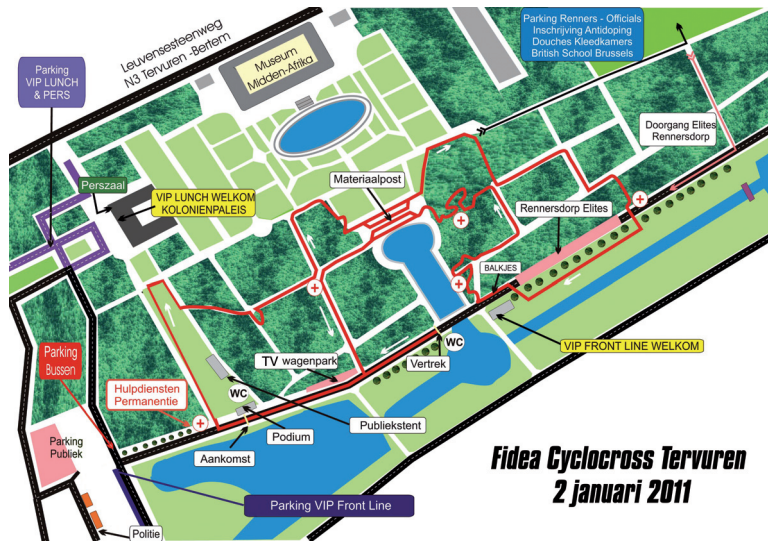 Parking Renners - Officials
Inschrijving Antidoping
Douches Kleedkamers
British School Brussels
Leuvensesteenweg
N3 Tervuren -Bertem
Museum
Midden-Afrika
Parking
VIP LUNCH
& PERS
Doorgang Elites
Rennersdorp
Materiaalpost
Perszaal
VIP LUNCH WELKOM
KOLONIENPALEIS
Rennersdorp Elites
BALKJES
VIP FRONT LINE WELKOM
WC
Vertrek
TV wagenpark
Parking
Bussen
Hulpdiensten
Permanentie
WC
Publiekstent
Podium
Aankomst
Parking
Publiek
Fidea Cyclocross Tervuren
2 januari 2011
Parking VIP Front Line
Politie